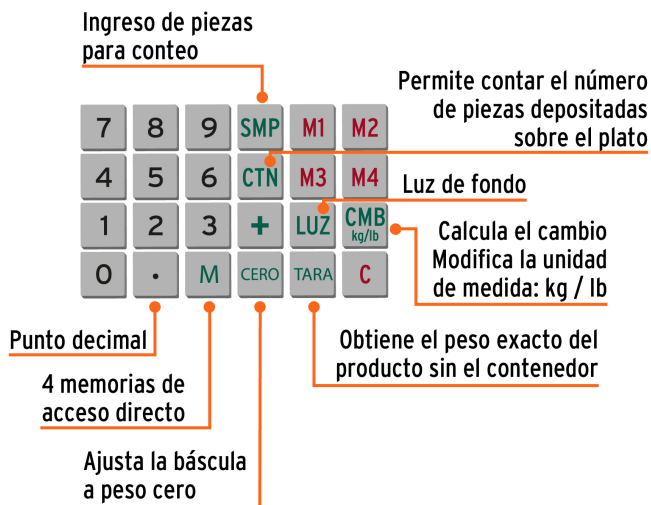 Ingreso de piezas
para conteo
Permite contar el número
de piezas depositadas
sobre el plato
7 8 9 SMP M1 M2
4 5 6 CTN M3 M4
Luz de fondo
1 2 3 + LUZ CMB
kg/lb
Calcula el cambio
Modifica la unidad
de medida: kg / lb
0 . M CERO TARA C
Punto decimal
Obtiene el peso exacto del
producto sin el contenedor
4 memorias de
acceso directo
Ajusta la báscula
a peso cero